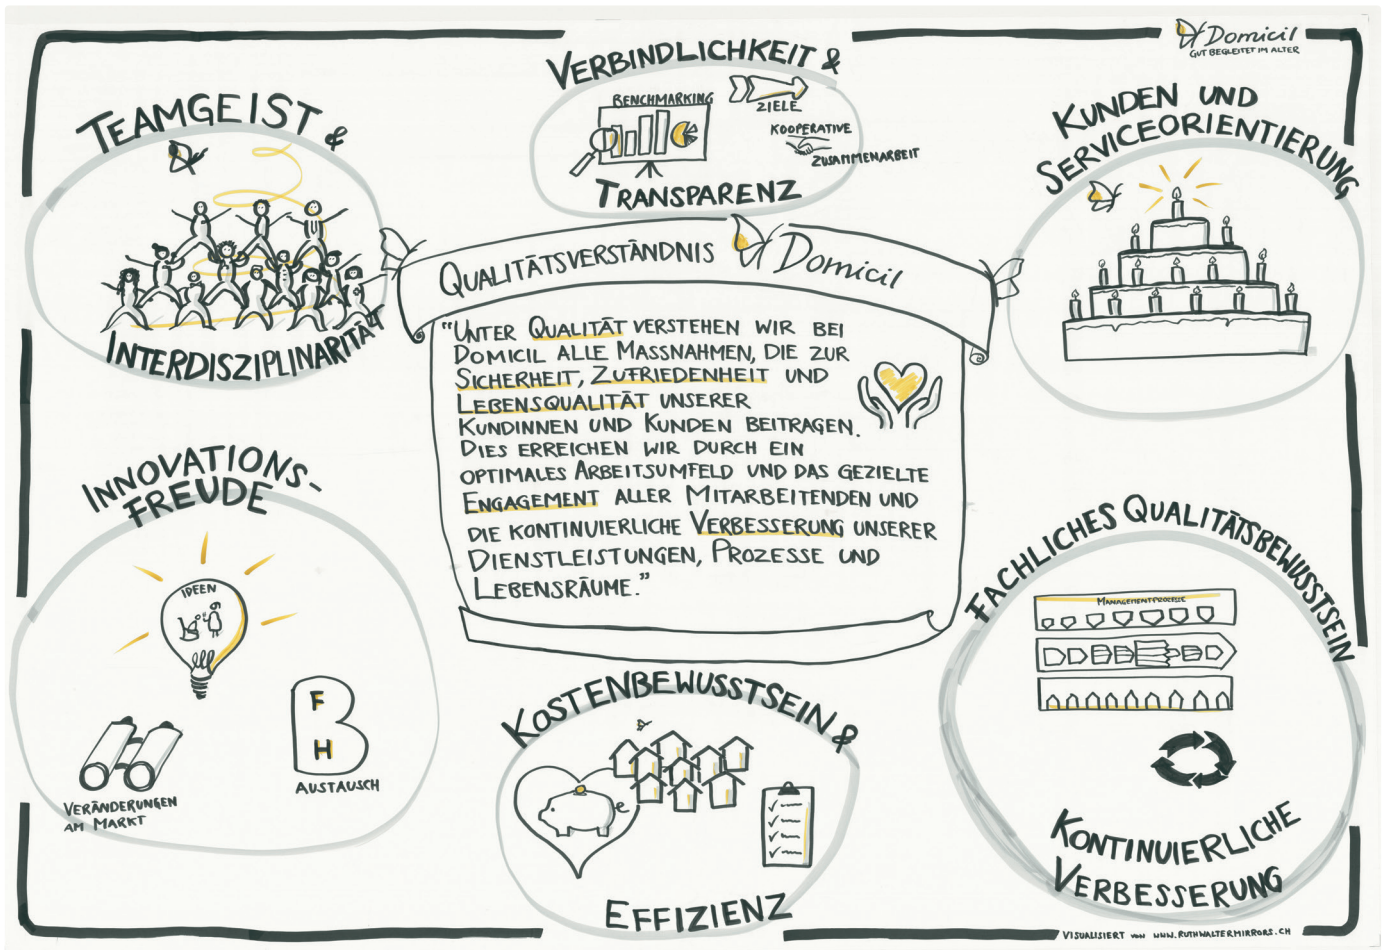 Domicil
GUT BEGLEITET IM ALTER
VERBINDLICHKEIT &
BENCHMARKING
ZIELE
KOOPERATIVE
ZUSAMMENARBEIT
TRANSPARENZ
TEAMGEIST &
INTERDISZIPLINARITÄT
KUNDEN UND
SERVICEORIENTIERUNG
QUALITÄTSVERSTÄNDNIS Domicil
"UNTER QUALITÄT VERSTEHEN WIR BEI
DOMICIL ALLE MASSNAHMEN, DIE ZUR
SICHERHEIT, ZUFRIEDENHEIT UND
LEBENSQUALITÄT UNSERER
KUNDINNEN UND KUNDEN BEITRAGEN.
DIES ERREICHEN WIR DURCH EIN
OPTIMALES ARBEITSUMFELD UND DAS GEZIELTE
ENGAGEMENT ALLER MITARBEITENDEN UND
DIE KONTINUIERLICHE VERBESSERUNG UNSERER
DIENSTLEISTUNGEN, PROZESSE UND
LEBENSRÄUME."
INNOVATIONS-
FREUDE
IDEEN
VERÄNDERUNGEN
AM MARKT
B
F
H
AUSTAUSCH
KOSTENBEWUSSTSEIN &
EFFIZIENZ
FACHLICHES QUALITÄTSBEWUSSTSEIN
MANAGEMENTPROZESSE
KONTINUIERLICHE
VERBESSERUNG
VISUALISIERT VON WWW.RUTHWALTERMIRRORS.CH